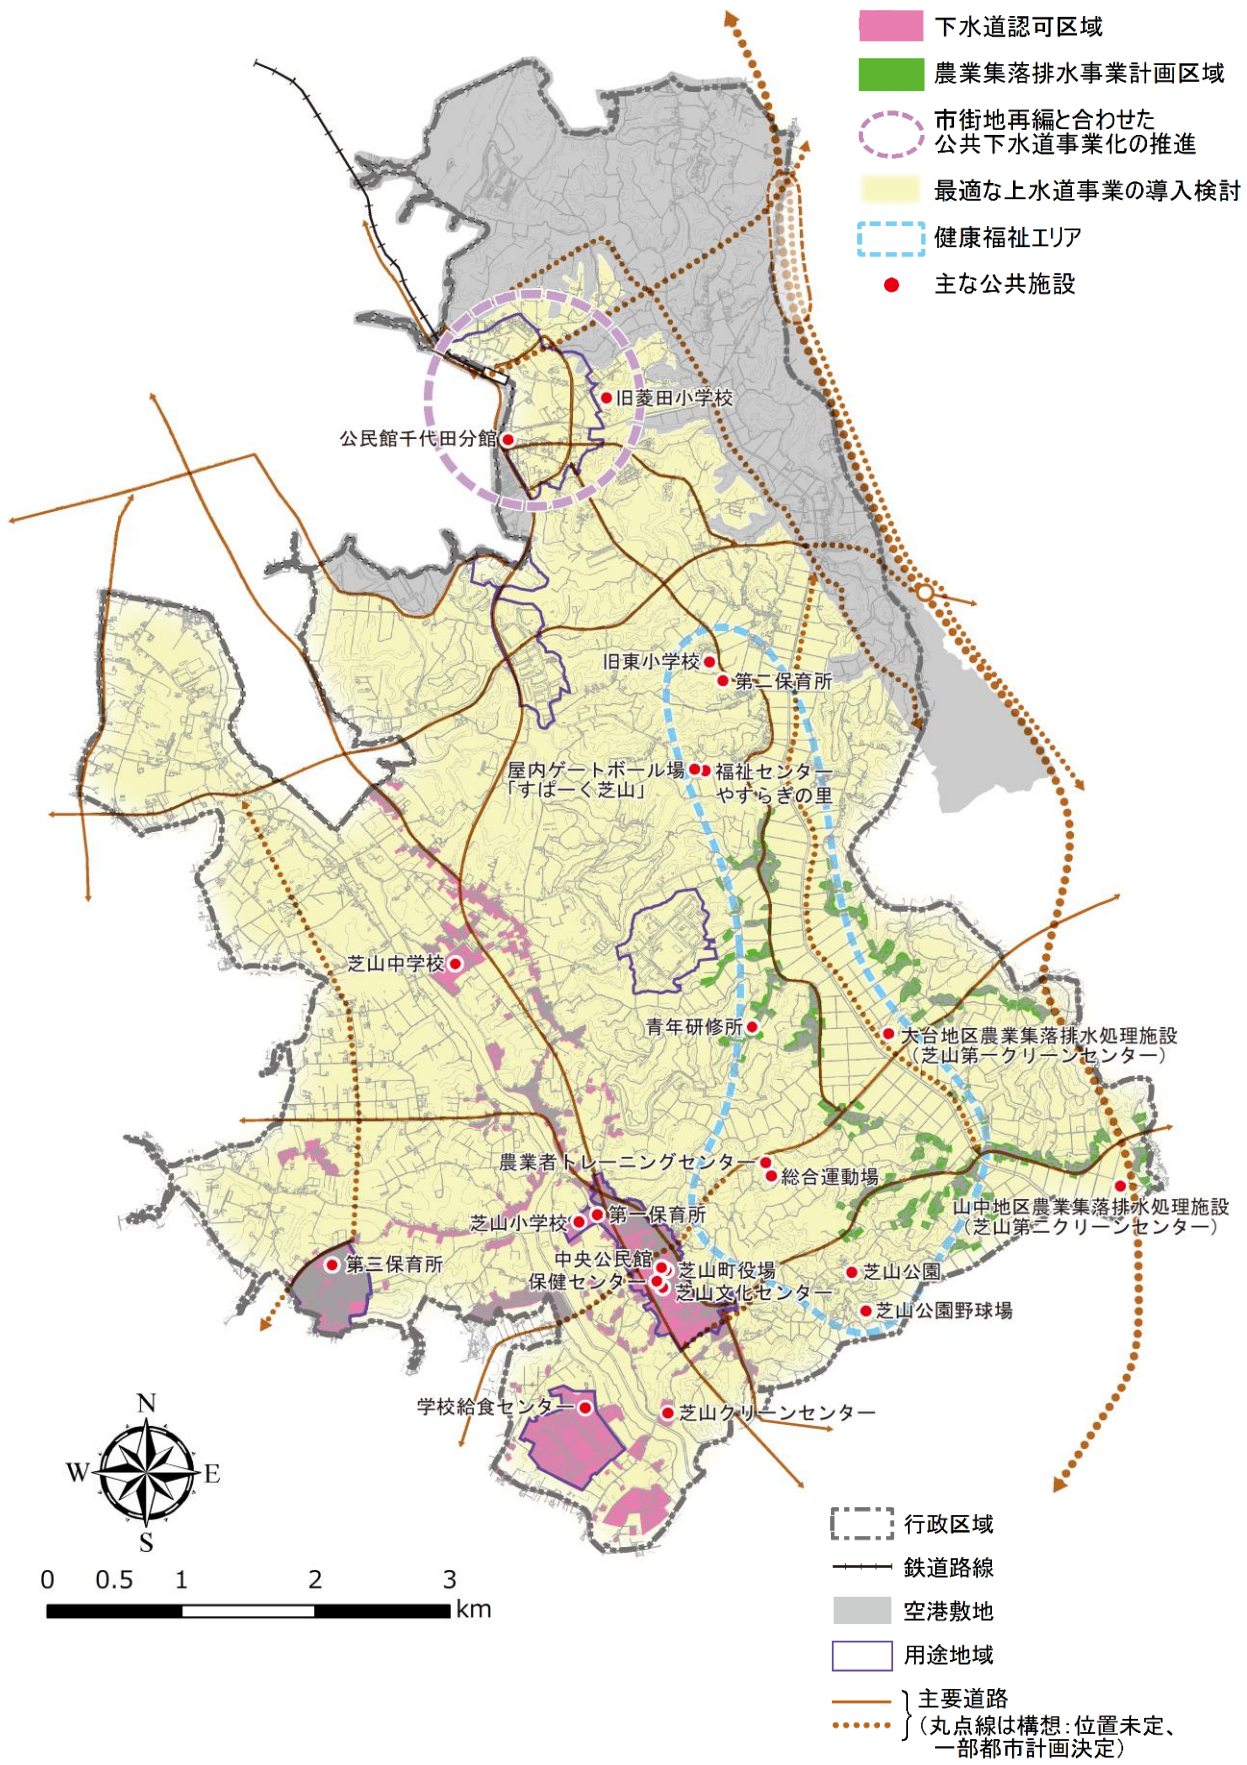 下水道認可区域
農業集落排水事業計画区域
市街地再編と合わせた
公共下水道事業化の推進
最適な上水道事業の導入検討
健康福祉エリア
主な公共施設
旧菱田小学校
公民館千代田分館
旧東小学校
第二保育所
屋内ゲートボール場
「すぱーく芝山」
福祉センター
やすらぎの里
芝山中学校
青年研修所
大台地区農業集落排水処理施設
（芝山第一クリーンセンター）
農業者トレーニングセンター
総合運動場
山中地区農業集落排水処理施設
（芝山第二クリーンセンター）
芝山小学校
第一保育所
中央公民館
保健センター
芝山町役場
芝山文化センター
第三保育所
芝山公園
芝山公園野球場
学校給食センター
芝山クリーンセンター
N
W
E
S
0 0.5 1 2 3
km
行政区域
鉄道路線
空港敷地
用途地域
主要道路
（丸点線は構想：位置未定、
一部都市計画決定）